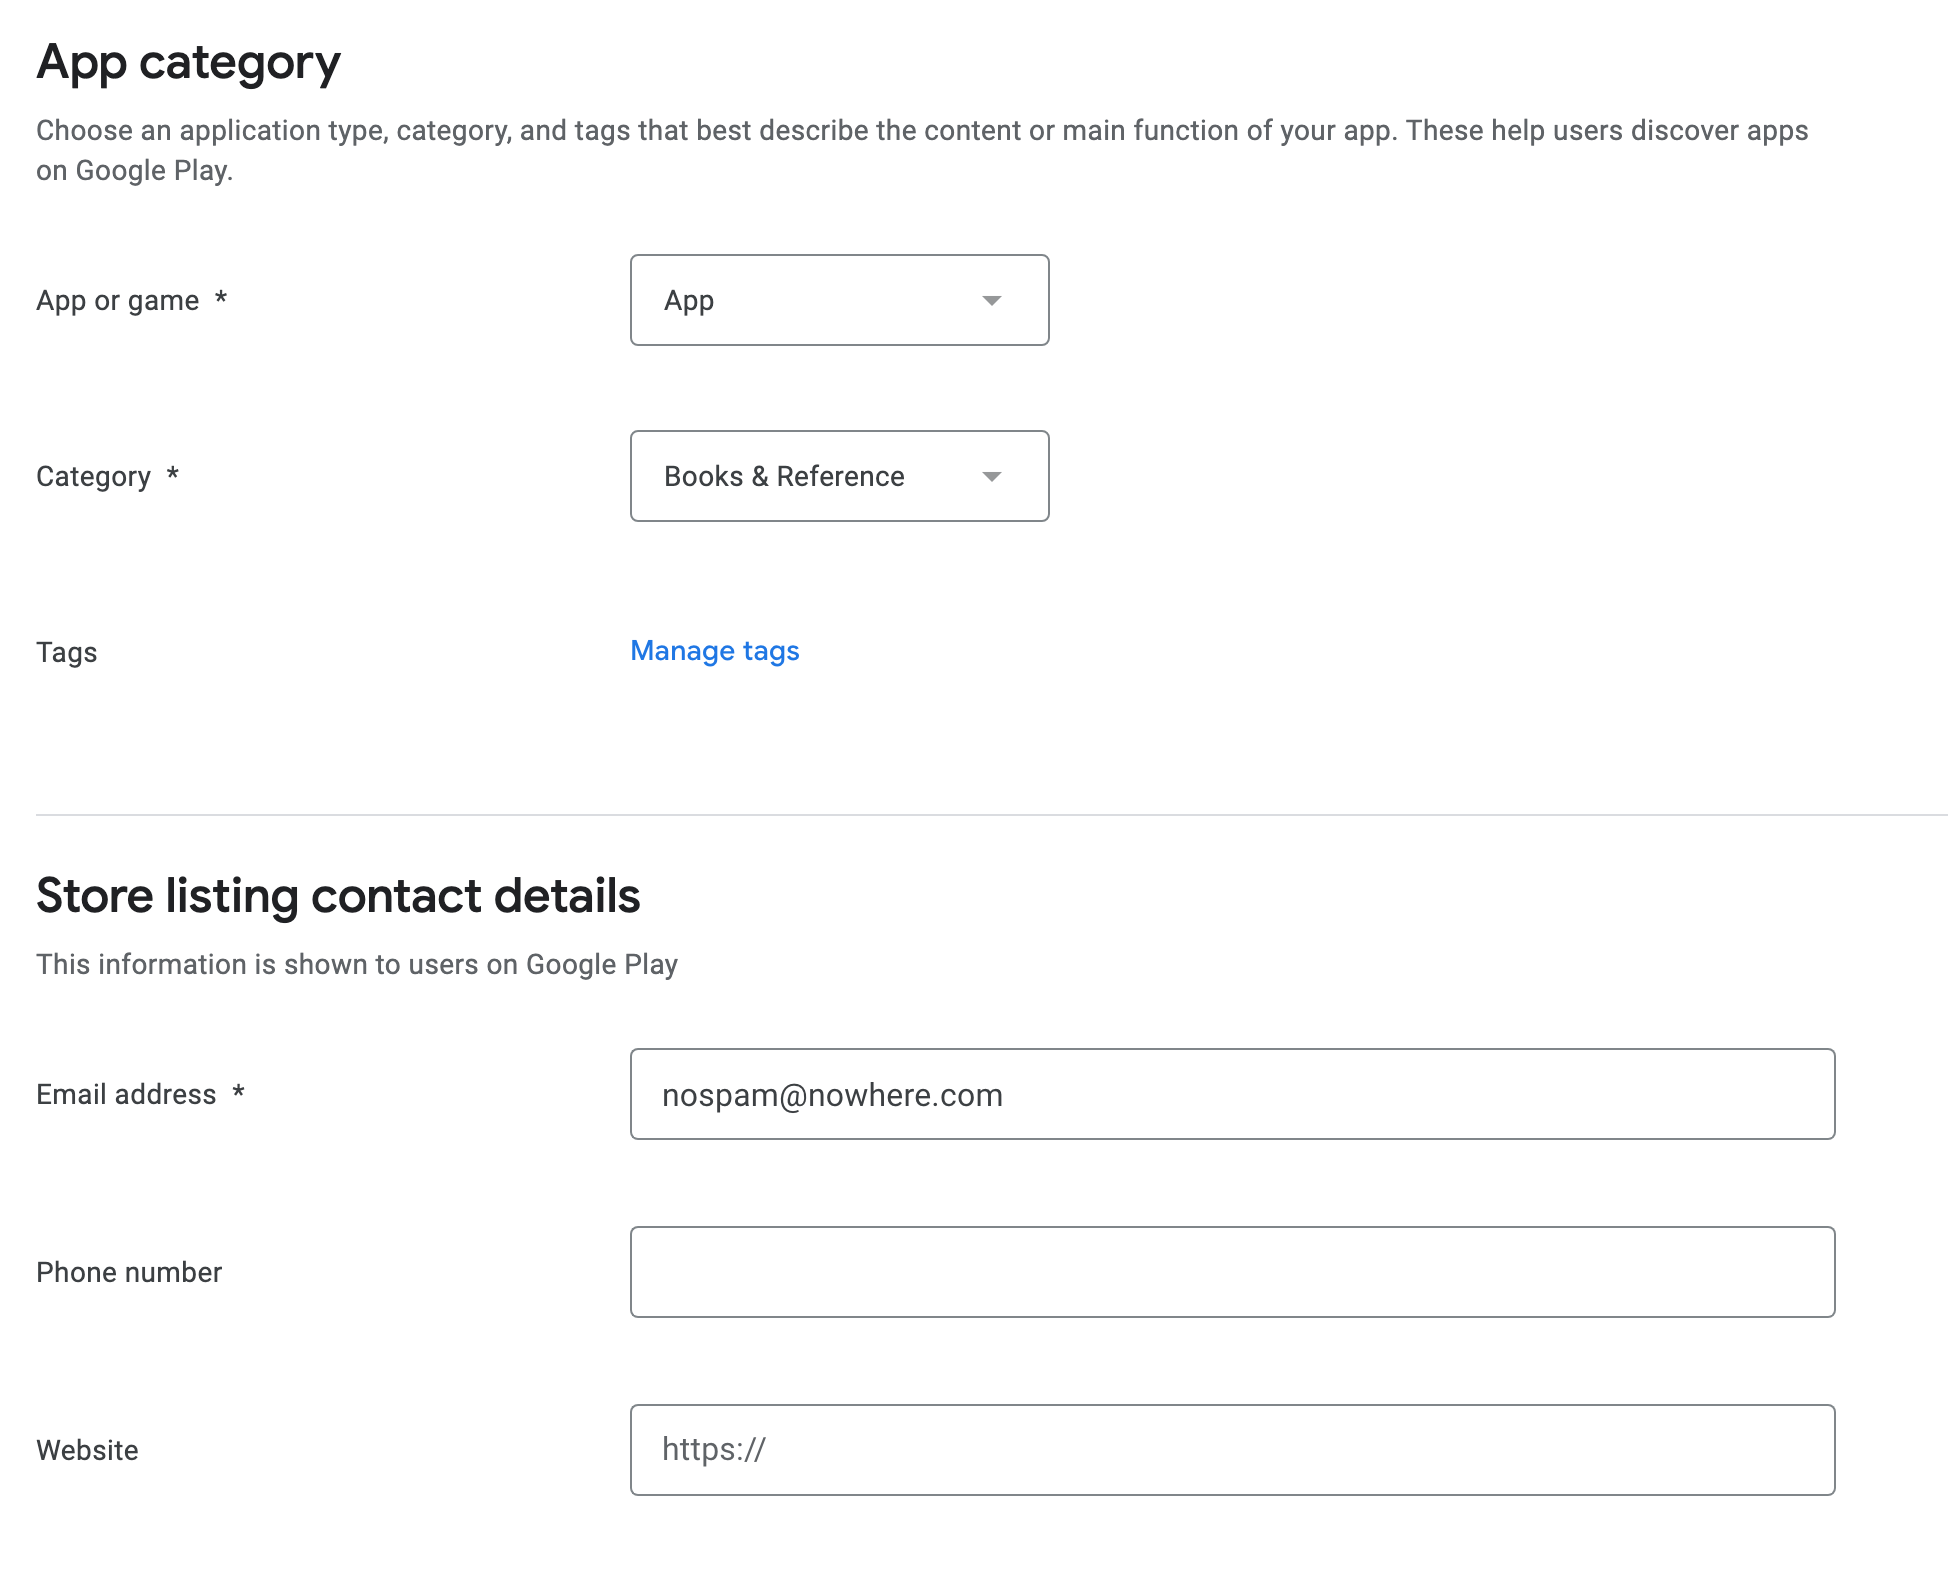 App category
Choose an application type, category, and tags that best describe the content or main function of your app. These help users discover apps
on Google Play.
App or game *
App
Category *
Books & Reference
Tags
Manage tags
Store listing contact details
This information is shown to users on Google Play
Email address *
nospam@nowhere.com
Phone number
Website
https://